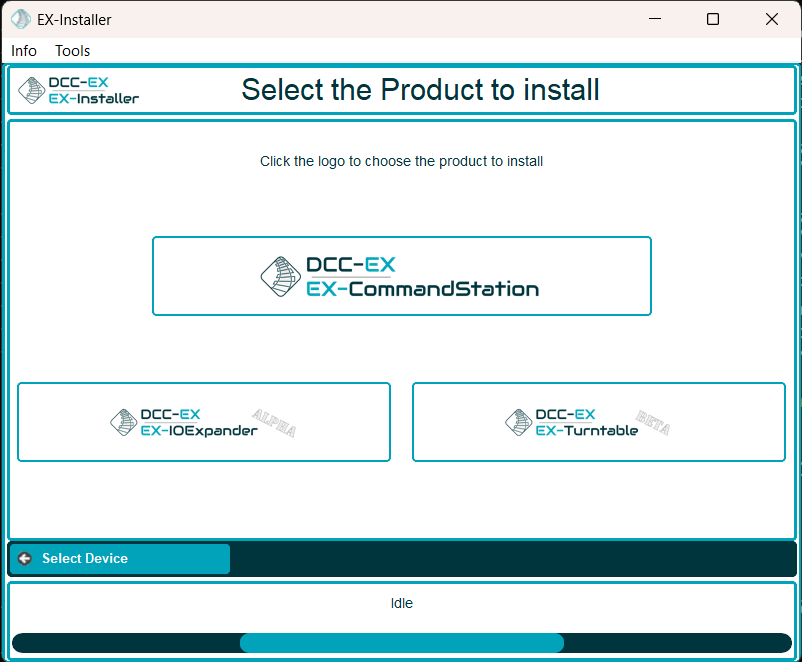 EX-Installer
Info Tools
DCC-EX
EX-Installer
Select the Product to install
Click the logo to choose the product to install
DCC-EX
EX-CommandStation
DCC-EX
EX-IOExpander
ALPHA
DCC-EX
EX-Turntable
BETA
Select Device
Idle